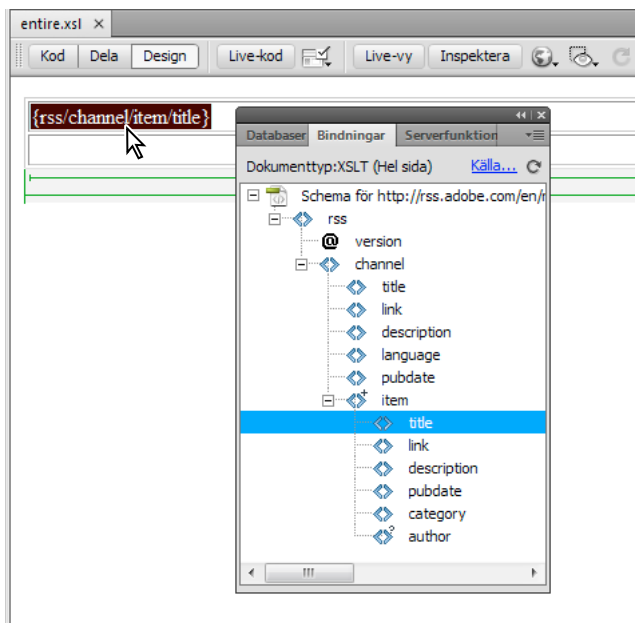 entire.xsl ×
Kod Dela Design Live-kod Live-vy Inspektera
{rss/channel/item/title}
Databaser Bindningar Serverfunktion
Dokumenttyp:XSLT (Hel sida) Källa...
Schema för http://rss.adobe.com/en/r
rss
@ version
channel
title
link
description
language
pubdate
item
title
link
description
pubdate
category
author